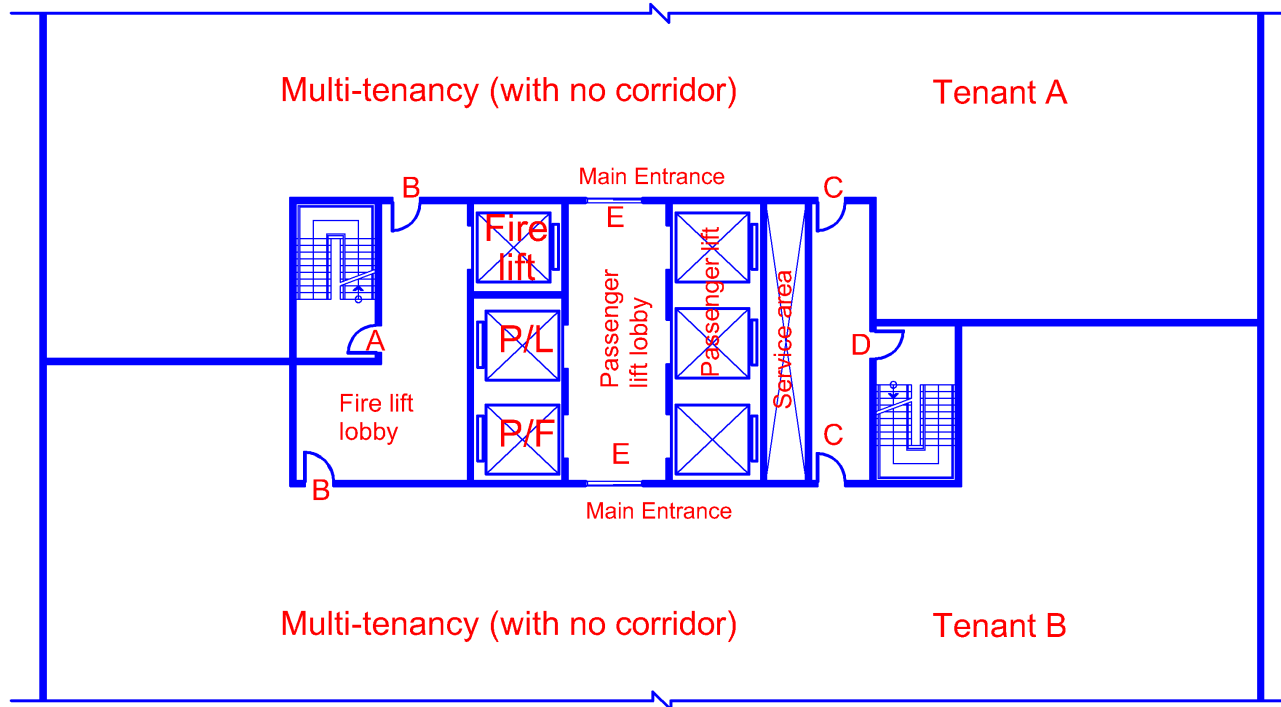 Multi-tenancy (with no corridor)
Tenant A
Main Entrance
B
C
E
Fire
lift
Passenger lift
Passenger
lift lobby
Service area
A
P/L
D
Fire lift
lobby
P/F
C
E
B
Main Entrance
Multi-tenancy (with no corridor)
Tenant B